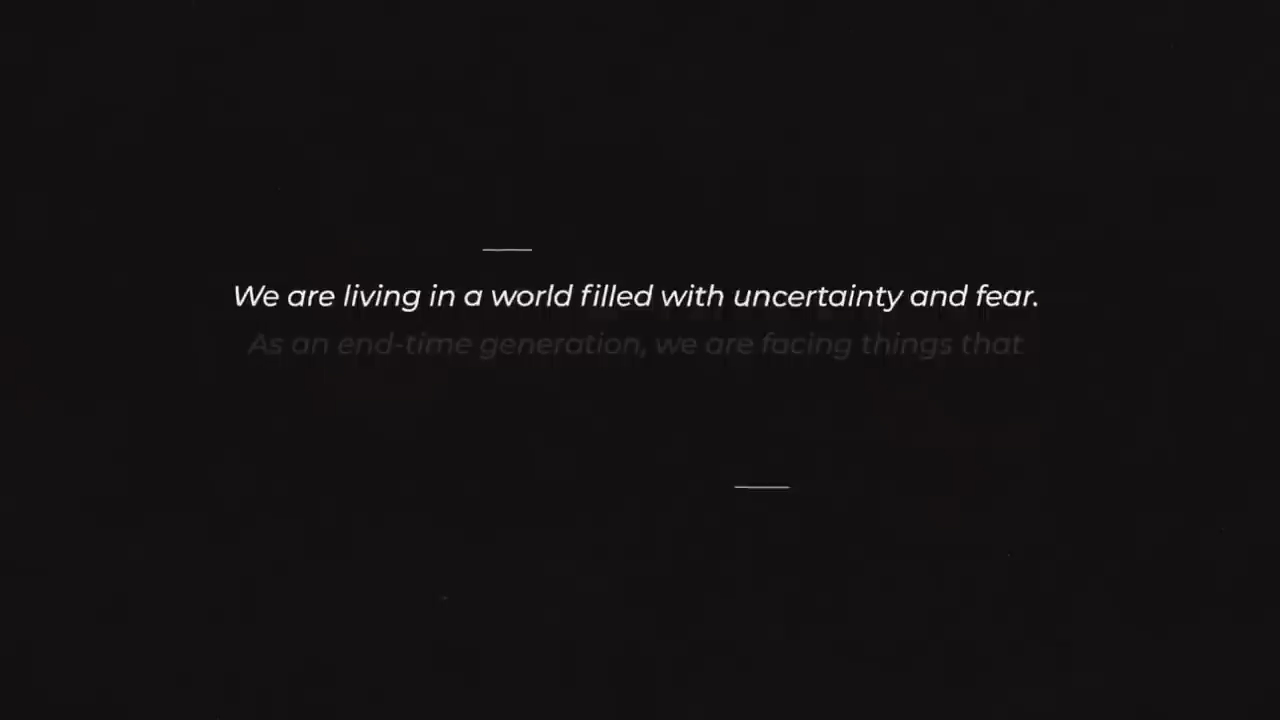 We are living in a world filled with uncertainty and fear.
As an end-time generation, we are facing things that